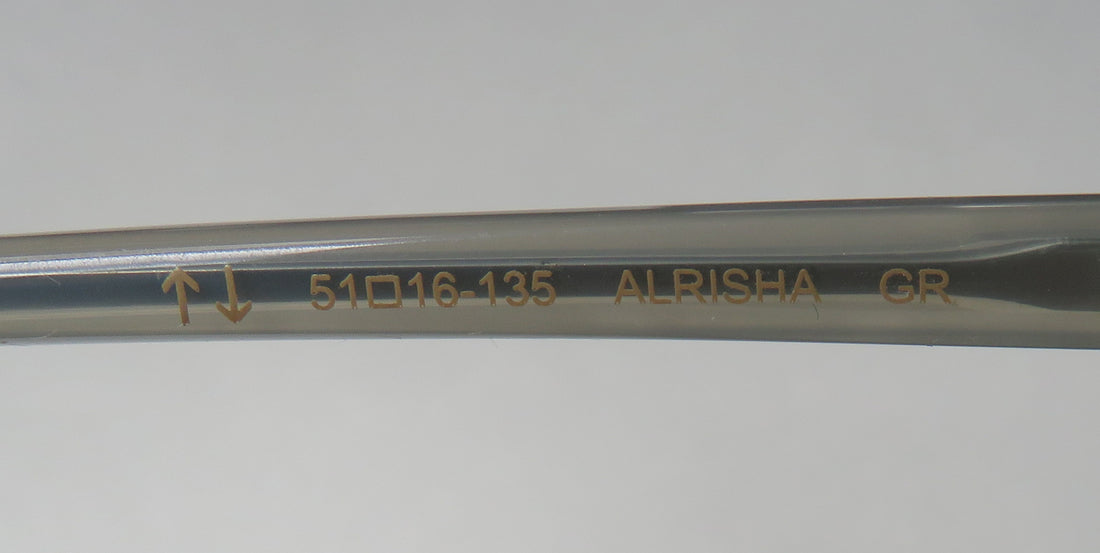 ↑↓ 51□16-135 ALRISHA GR